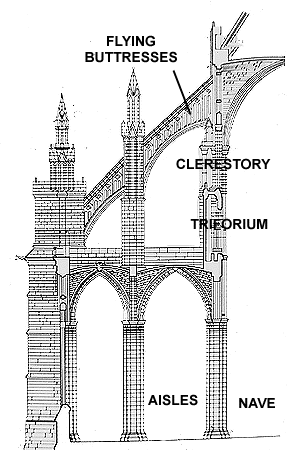 FLYING
BUTTRESSES
CLERESTORY
TRIFORIUM
AISLES
NAVE